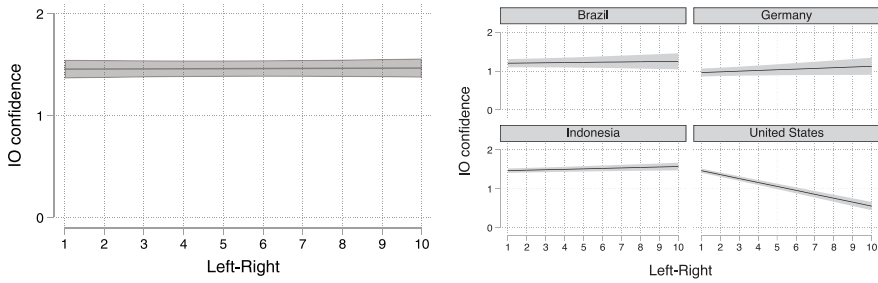 2
1
0
IO confidence
1 2 3 4 5 6 7 8 9 10
Left-Right
IO confidence
Brazil
Germany
2
1
0
Indonesia
United States
2
1
0
1 2 3 4 5 6 7 8 9 10
1 2 3 4 5 6 7 8 9 10
Left-Right